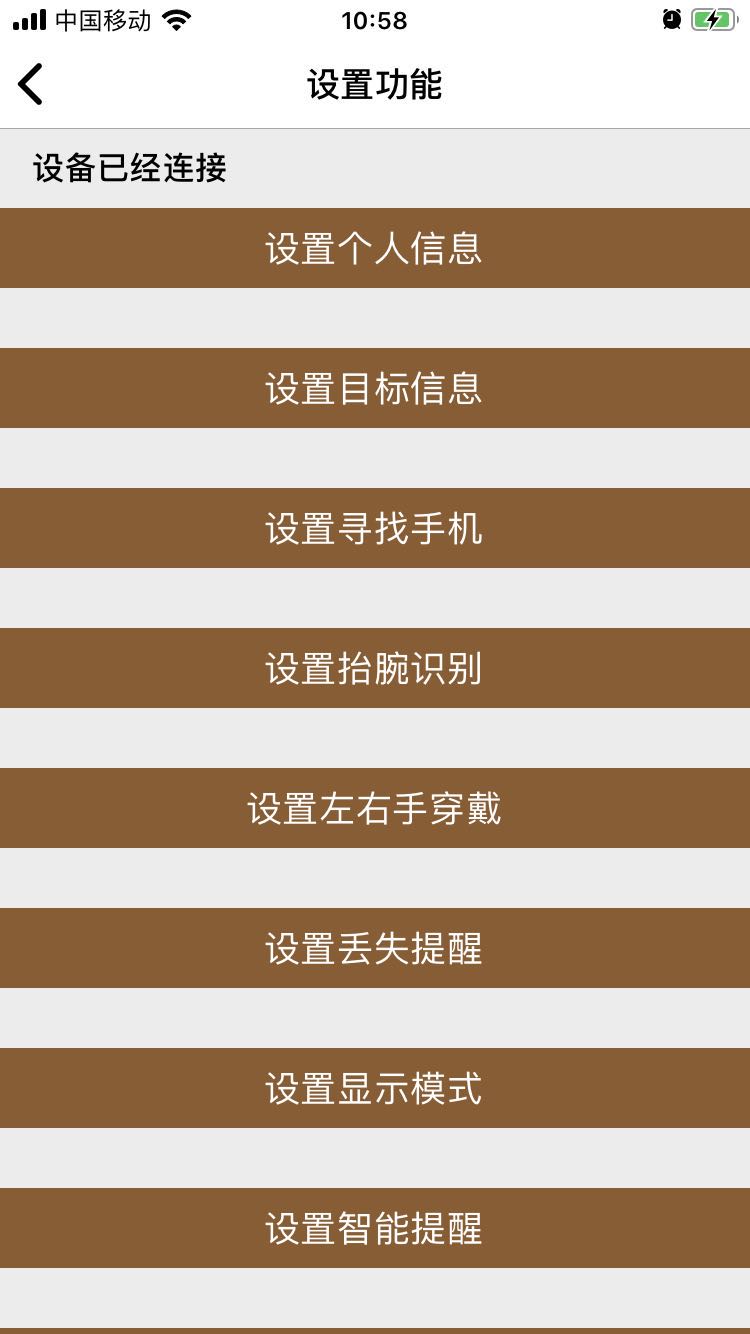 中国移动 10:58
设置功能
设备已经连接
设置个人信息
设置目标信息
设置寻找手机
设置抬腕识别
设置左右手穿戴
设置丢失提醒
设置显示模式
设置智能提醒